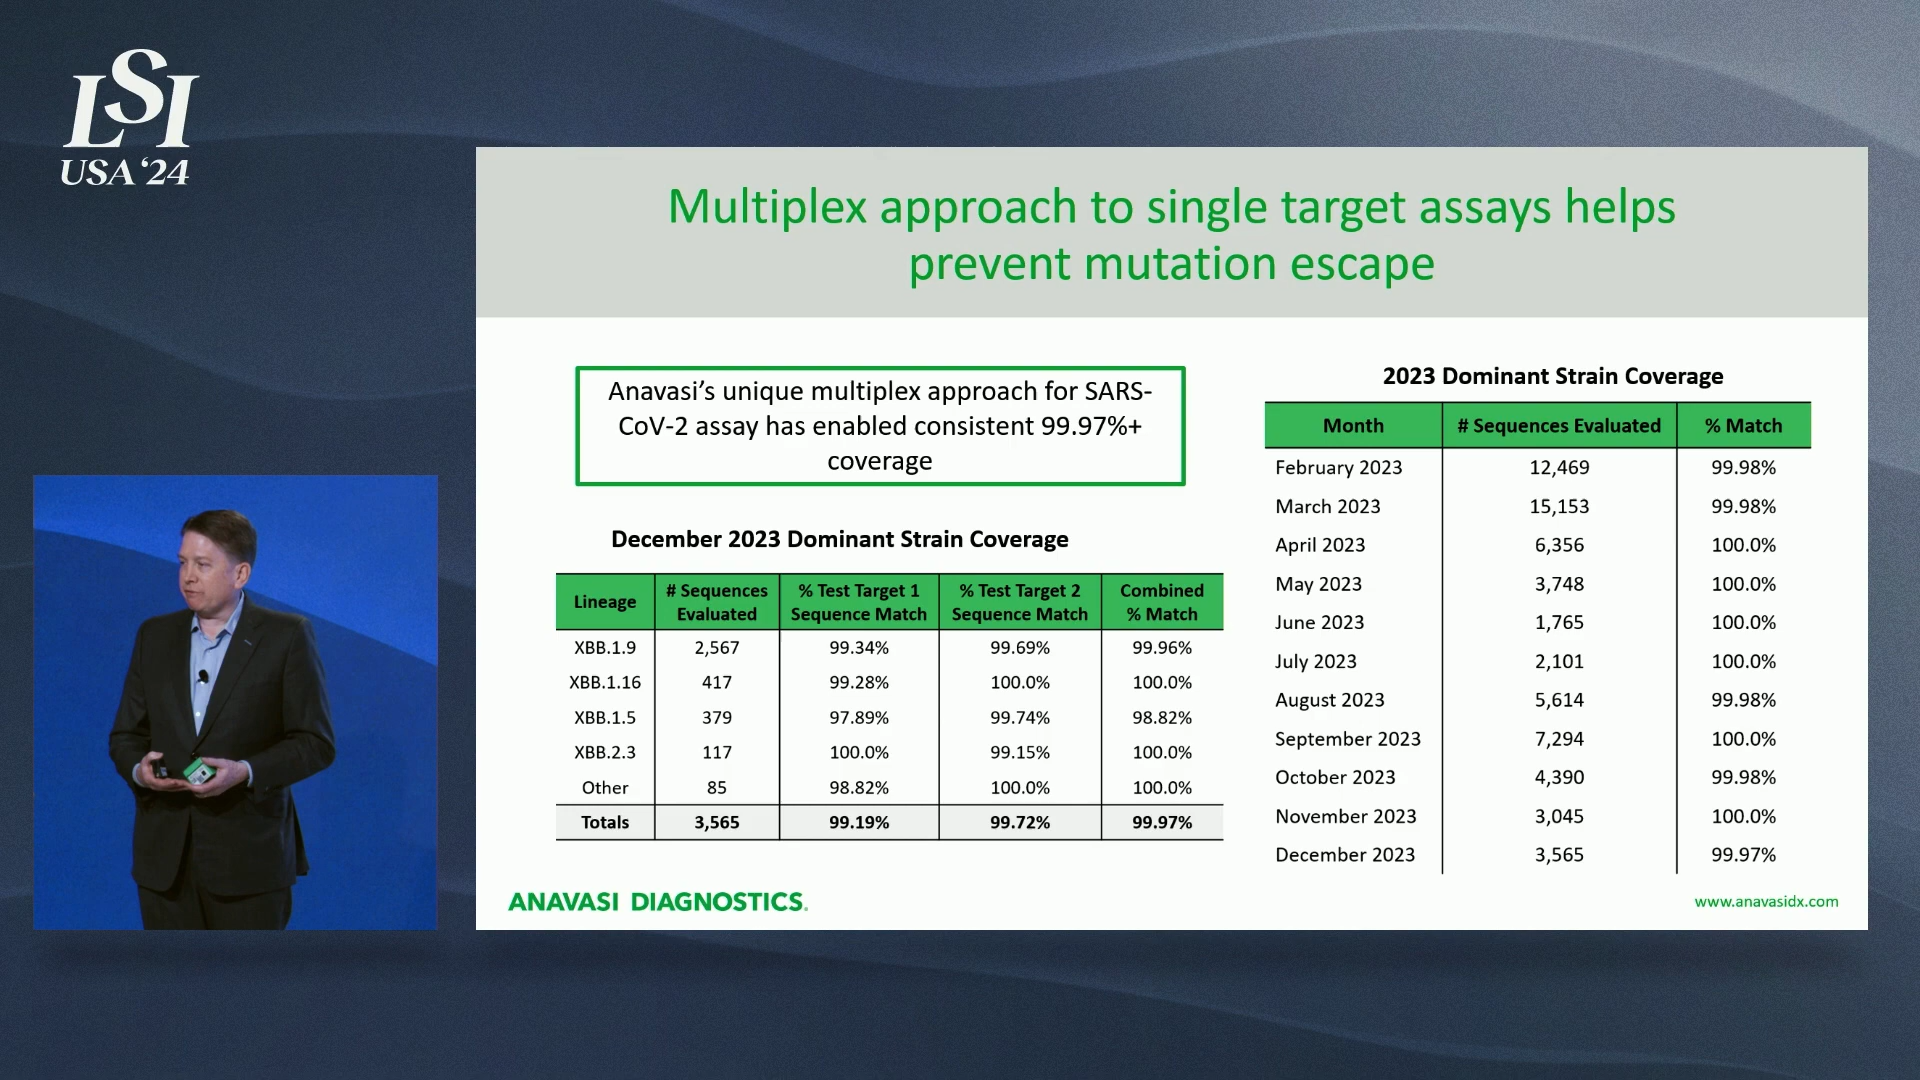 LSI
USA ‘24
Multiplex approach to single target assays helps
prevent mutation escape
Anavasi’s unique multiplex approach for SARS-
CoV-2 assay has enabled consistent 99.97%+
coverage
December 2023 Dominant Strain Coverage
Lineage # Sequences Evaluated % Test Target 1 Sequence Match % Test Target 2 Sequence Match Combined % Match
XBB.1.9 2,567 99.34% 99.69% 99.96%
XBB.1.16 417 99.28% 100.0% 100.0%
XBB.1.5 379 97.89% 99.74% 98.82%
XBB.2.3 117 100.0% 99.15% 100.0%
Other 85 98.82% 100.0% 100.0%
Totals 3,565 99.19% 99.72% 99.97%
2023 Dominant Strain Coverage
Month # Sequences Evaluated % Match
February 2023 12,469 99.98%
March 2023 15,153 99.98%
April 2023 6,356 100.0%
May 2023 3,748 100.0%
June 2023 1,765 100.0%
July 2023 2,101 100.0%
August 2023 5,614 99.98%
September 2023 7,294 100.0%
October 2023 4,390 99.98%
November 2023 3,045 100.0%
December 2023 3,565 99.97%
ANAVASI DIAGNOSTICS.
www.anavasidx.com